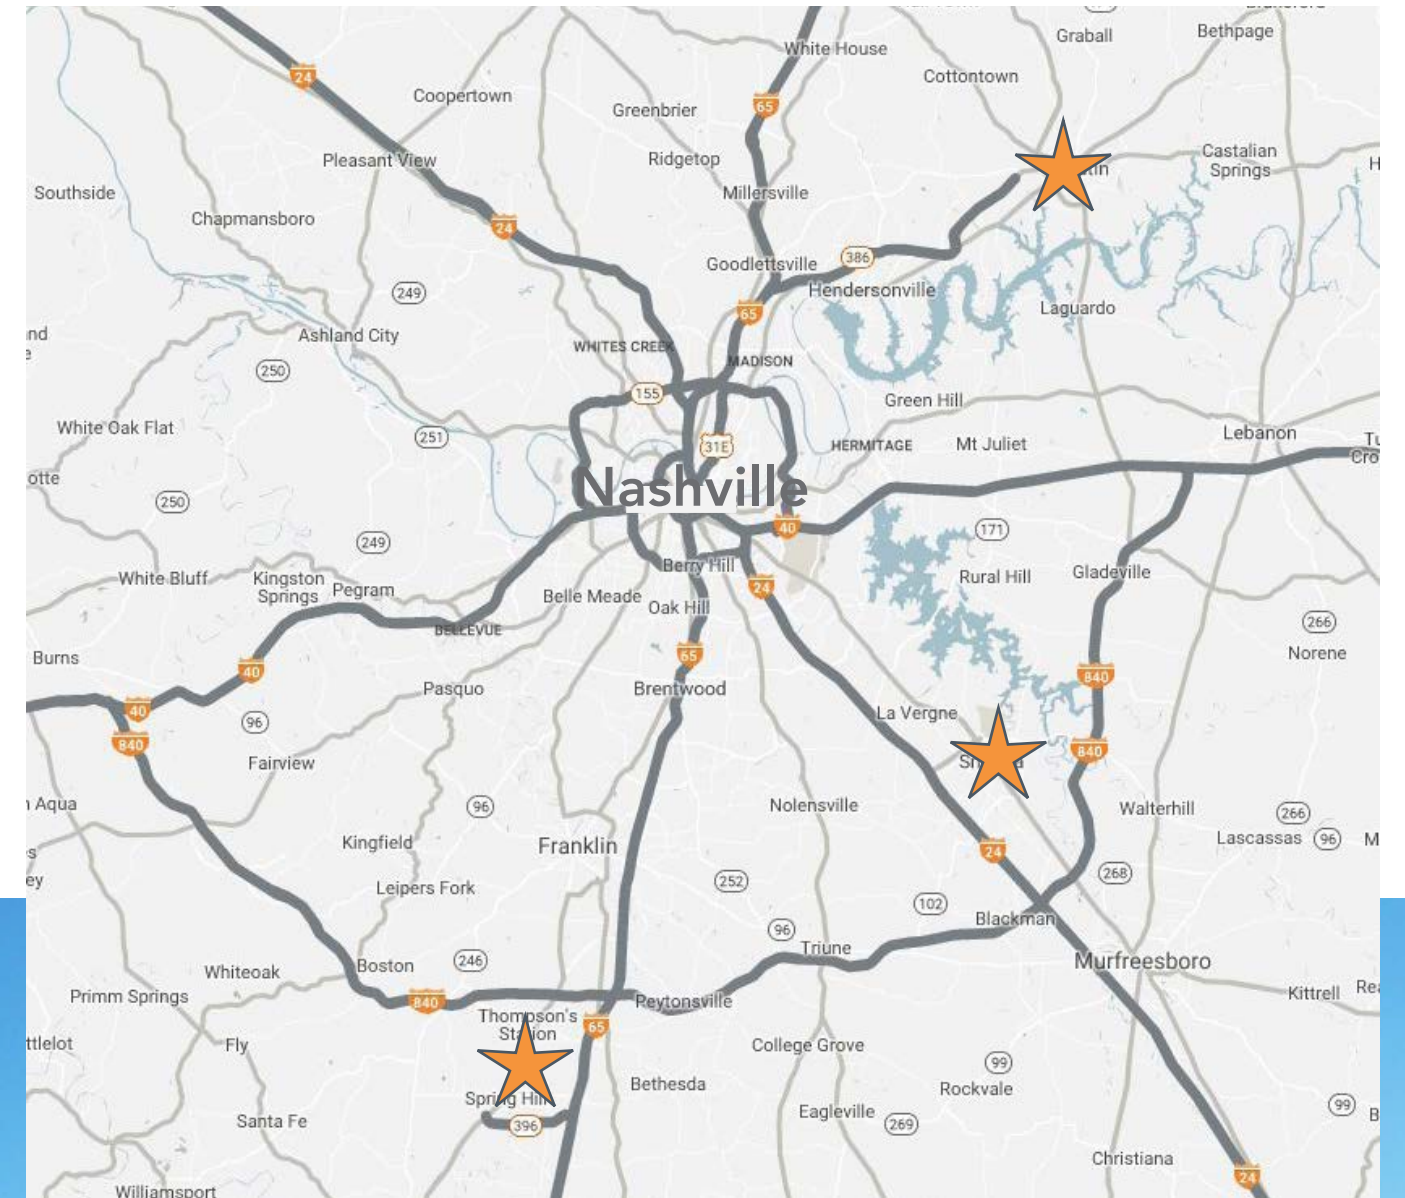 Graball
Bethpage
White House
Cottontown
24
Coopertown
65
Greenbrier
Pleasant View
Ridgetop
Castalian
Springs
Southside
Millersville
Chapmansboro
24
Goodlettsville
386
249
Hendersonville
Laguardo
65
Ashland City
WHITES CREEK
MADISON
250
155
Green Hill
White Oak Flat
251
31E
HERMITAGE
Mt Juliet
Lebanon
Nashville
250
40
171
249
Berry Hill
White Bluff
Kingston
Springs
Pegram
24
Rural Hill
Gladeville
Belle Meade
Oak Hill
BELLEVUE
266
Norene
Burns
40
65
840
Pasquo
Brentwood
40
96
La Vergne
840
840
Fairview
96
Nolensville
Walterhill
266
Lascassas
96
Kingfield
Franklin
24
Leipers Fork
252
268
102
Blackman
96
Triune
246
Boston
Whiteoak
Murfreesboro
Primm Springs
840
Peytonsville
Kittrell
Thompson's
Station
65
Fly
College Grove
99
Rockvale
Bethesda
Spring Hill
396
Eagleville
269
99
Santa Fe
Christiana
24
Williamsport